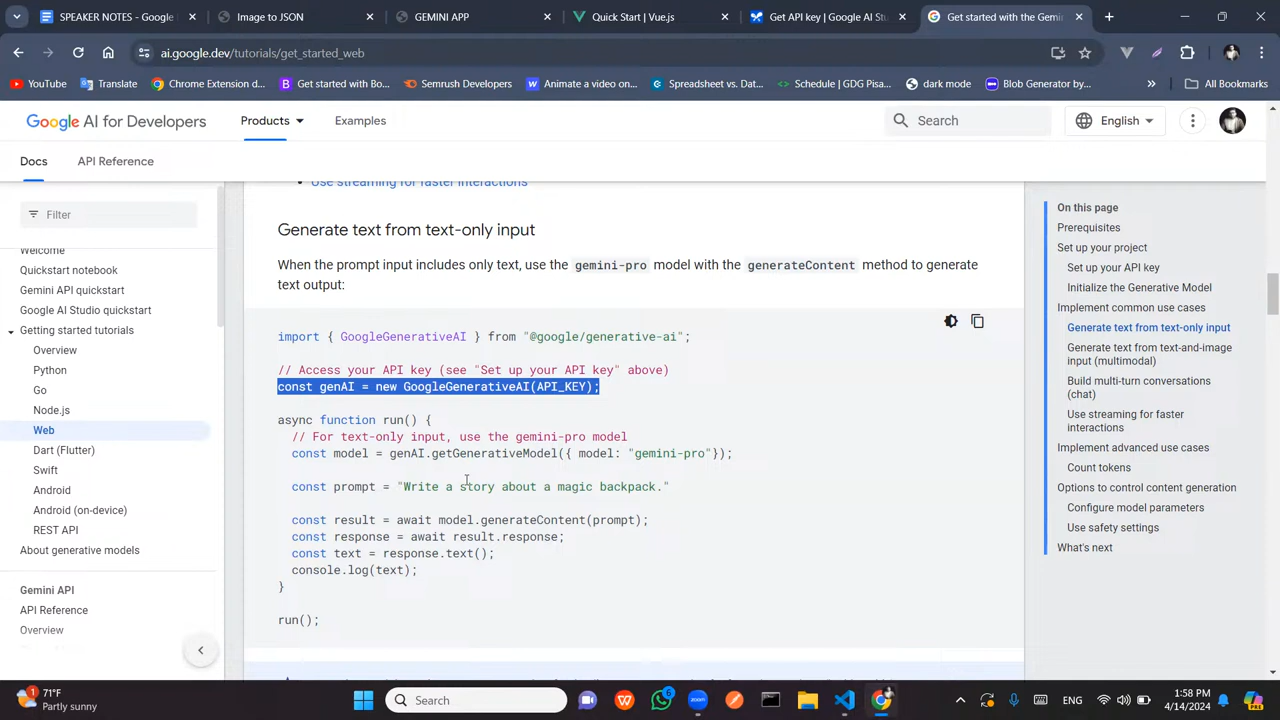 SPEAKER NOTES - Google
Image to JSON
GEMINI APP
Quick Start | Vue.js
Get API key | Google AI Stu
Get started with the Gemin
ai.google.dev/tutorials/get_started_web
YouTube
Translate
Chrome Extension d...
Get started with Bo...
Semrush Developers
Animate a video on...
Spreadsheet vs. Dat...
Schedule | GDG Pisa...
dark mode
Blob Generator by...
All Bookmarks
Google AI for Developers
Products
Examples
Search
English
Docs
API Reference
Filter
Welcome
Quickstart notebook
Gemini API quickstart
Google AI Studio quickstart
Getting started tutorials
Overview
Python
Go
Node.js
Web
Dart (Flutter)
Swift
Android
Android (on-device)
REST API
About generative models
Gemini API
API Reference
Overview
Use streaming for faster interactions
Generate text from text-only input
When the prompt input includes only text, use the gemini-pro model with the generateContent method to generate
text output:
import { GoogleGenerativeAI } from "@google/generative-ai";
// Access your API key (see "Set up your API key" above)
const genAI = new GoogleGenerativeAI(API_KEY);
async function run() {
// For text-only input, use the gemini-pro model
const model = genAI.getGenerativeModel({ model: "gemini-pro"});
const prompt = "Write a story about a magic backpack."
const result = await model.generateContent(prompt);
const response = await result.response;
const text = response.text();
console.log(text);
}
run();
On this page
Prerequisites
Set up your project
Set up your API key
Initialize the Generative Model
Implement common use cases
Generate text from text-only input
Generate text from text-and-image
input (multimodal)
Build multi-turn conversations
(chat)
Use streaming for faster
interactions
Implement advanced use cases
Count tokens
Options to control content generation
Configure model parameters
Use safety settings
What's next
1
71°F
Partly sunny
Search
6
ENG
1:58 PM
4/14/2024